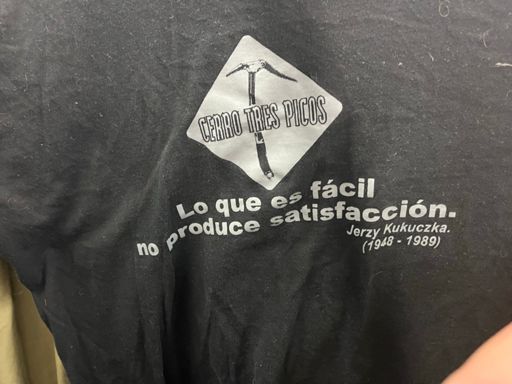 CERRO TRES PICOS
Lo que es fácil
no produce satisfacción.
Jerzy Kukuczka.
(1948 - 1989)